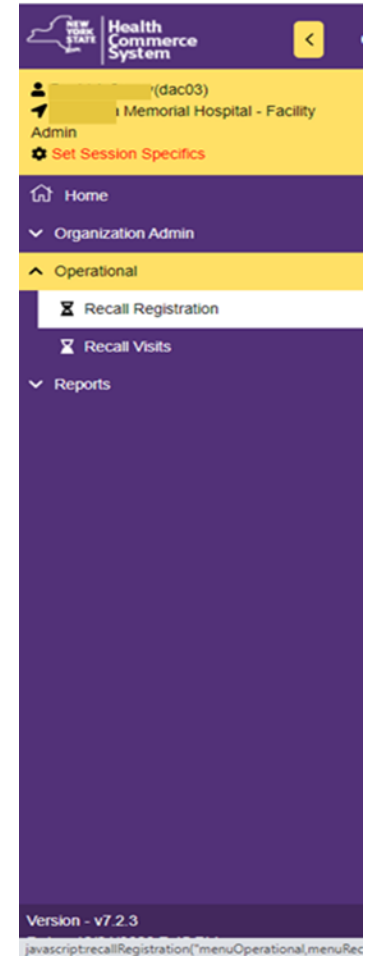 NEW
YORK
STATE
Health
Commerce
System
(dac03)
Memorial Hospital - Facility
Admin
Set Session Specifics
Home
Organization Admin
Operational
Recall Registration
Recall Visits
Reports
Version - v7.2.3
javascript:recallRegistration("menuOperational,menuRec